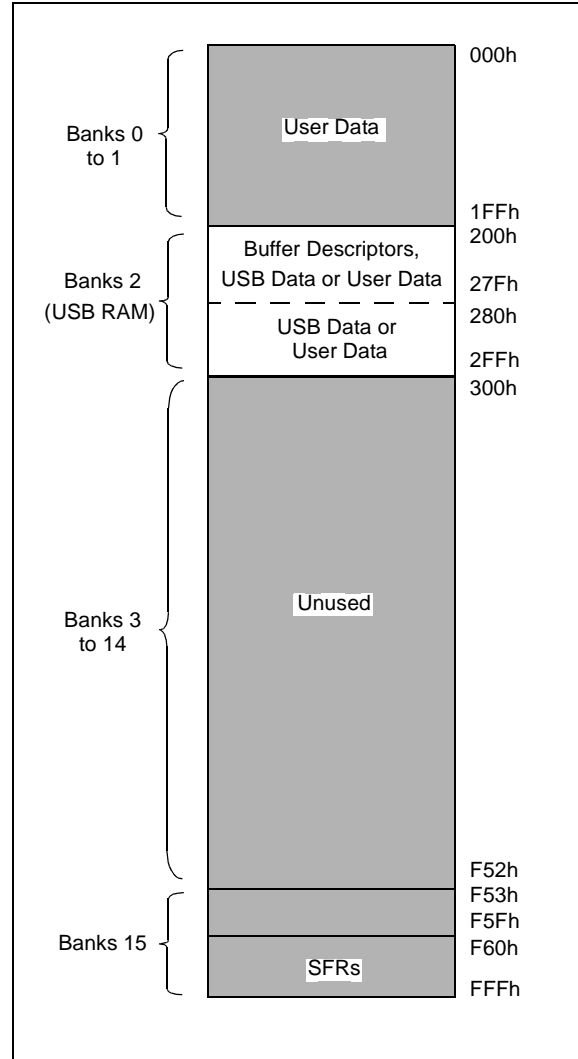 000h
Banks 0
to 1
User Data
1FFh
200h
Banks 2
(USB RAM)
Buffer Descriptors,
USB Data or User Data
27Fh
280h
USB Data or
User Data
2FFh
300h
Banks 3
to 14
Unused
F52h
F53h
F5Fh
Banks 15
F60h
SFRs
FFFh